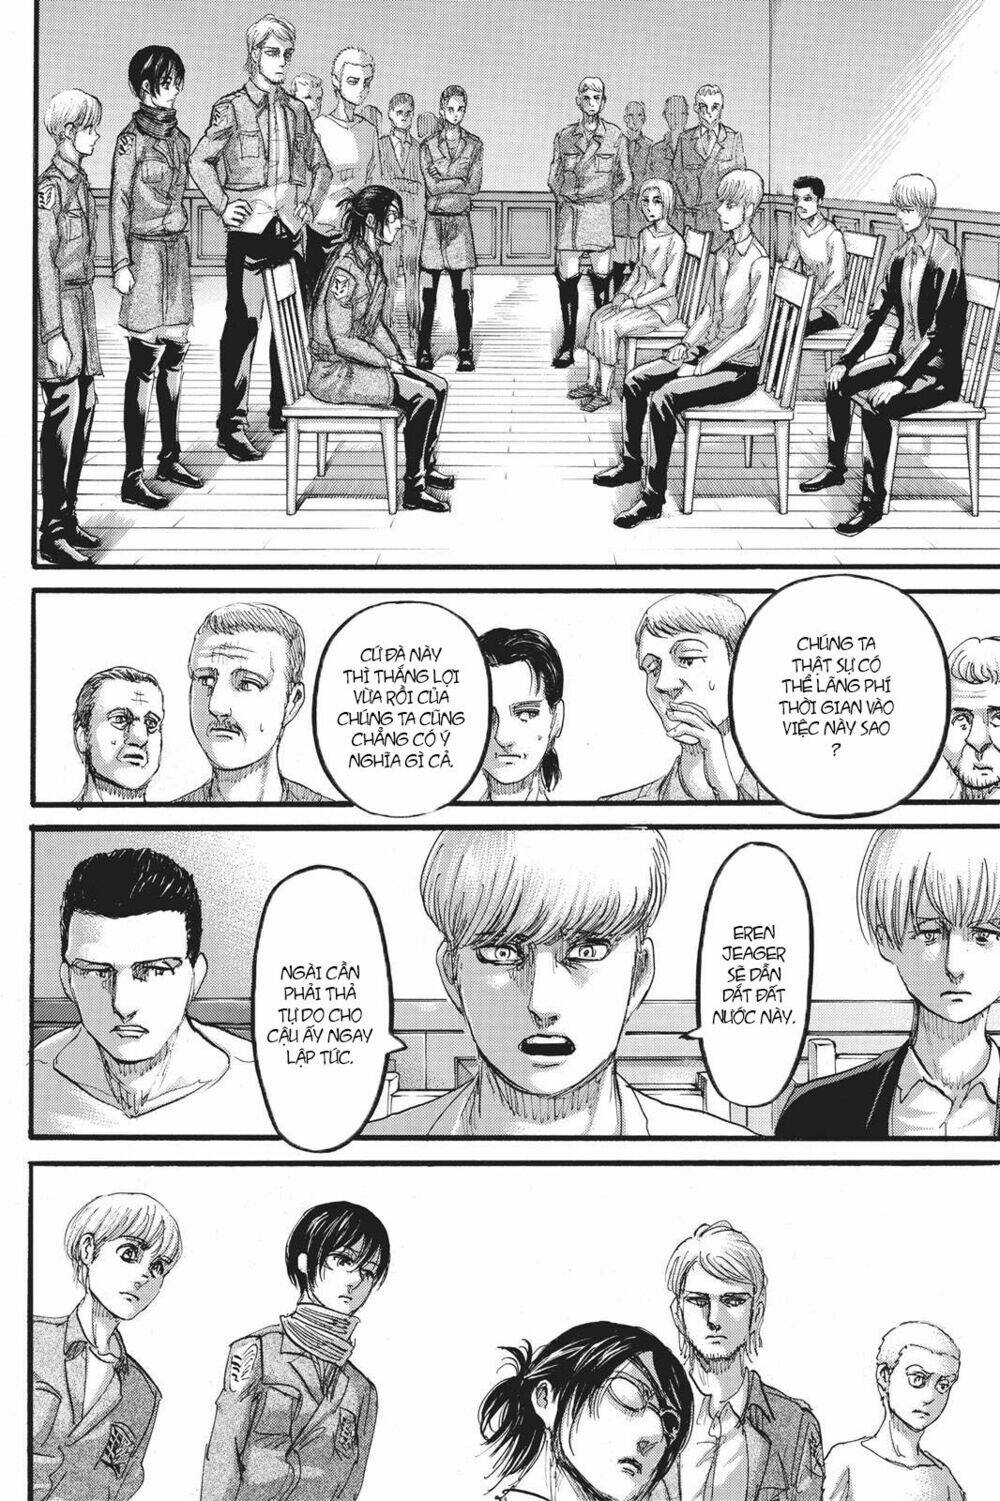 CHÚNG TA
THẬT SỰ CÓ
THỂ LÃNG PHÍ
THỜI GIAN VÀO
VIỆC NÀY SAO
?
CỨ ĐÀ NÀY
THÌ THẮNG LỢI
VỪA RỒI CỦA
CHÚNG TA CŨNG
CHẲNG CÓ Ý
NGHĨA GÌ CẢ.
EREN
JEAGER
SẼ DẪN
DẮT ĐẤT
NƯỚC NÀY.
NGÀI CẦN
PHẢI THẢ
TỰ DO CHO
CẬU ẤY NGAY
LẬP TỨC.